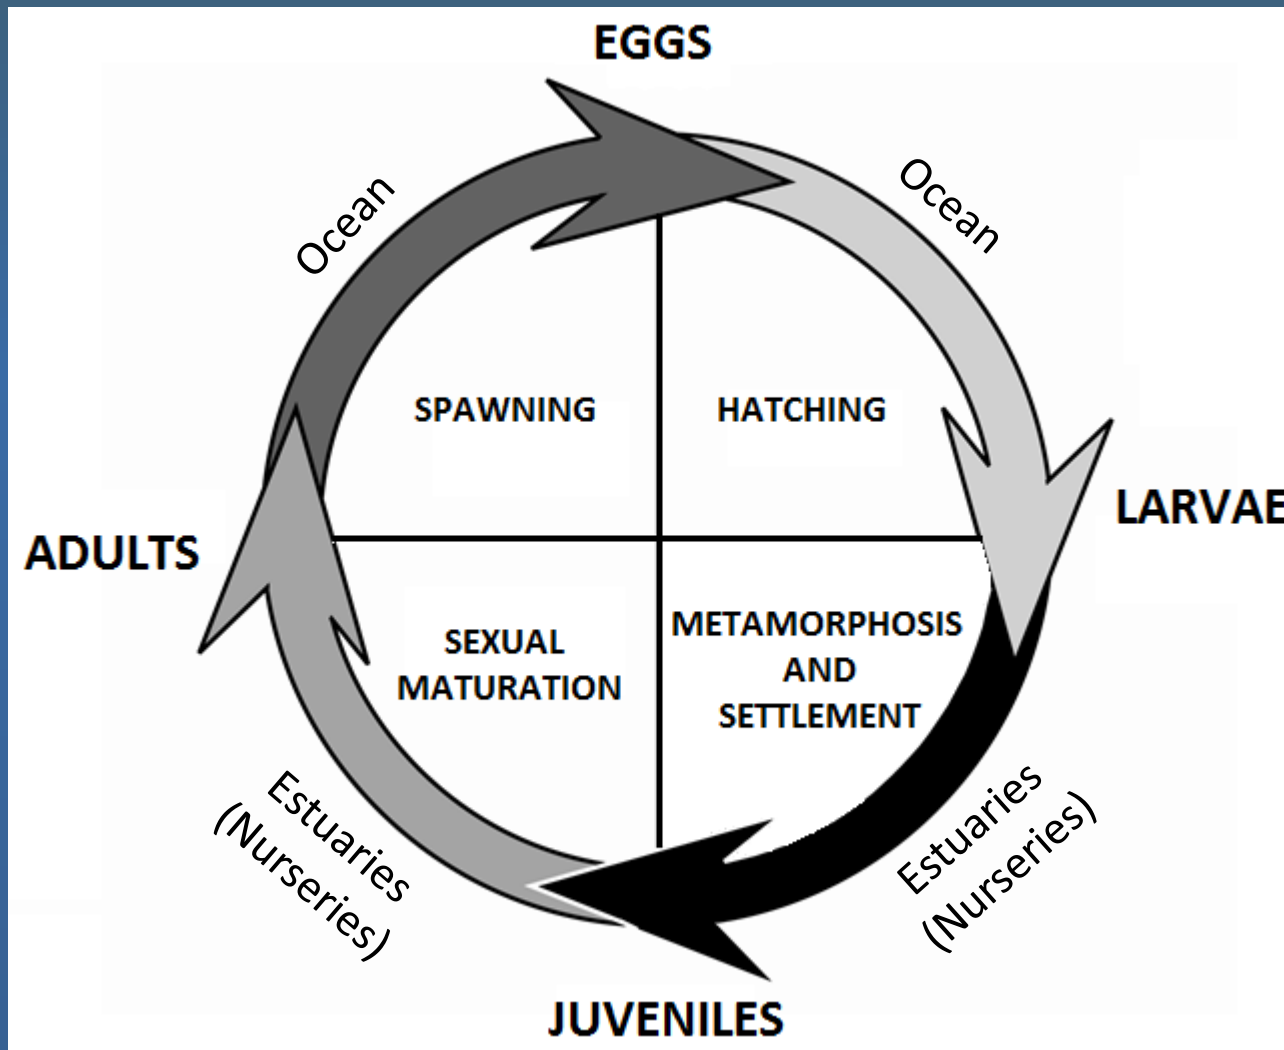 EGGS
Ocean
Ocean
SPAWNING
HATCHING
ADULTS
LARVAE
SEXUAL
MATURATION
METAMORPHOSIS
AND
SETTLEMENT
Estuaries
(Nurseries)
Estuaries
(Nurseries)
JUVENILES